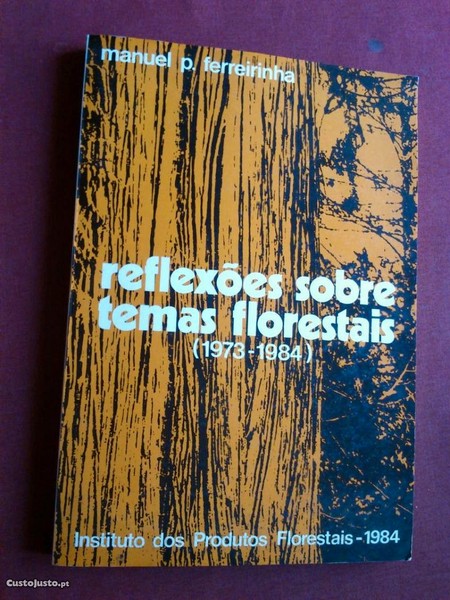 manuel p. ferreirinha
reflexões sobre
temas florestais
(1973-1984)
Instituto dos Produtos Florestais-1984
CustoJusto.pt